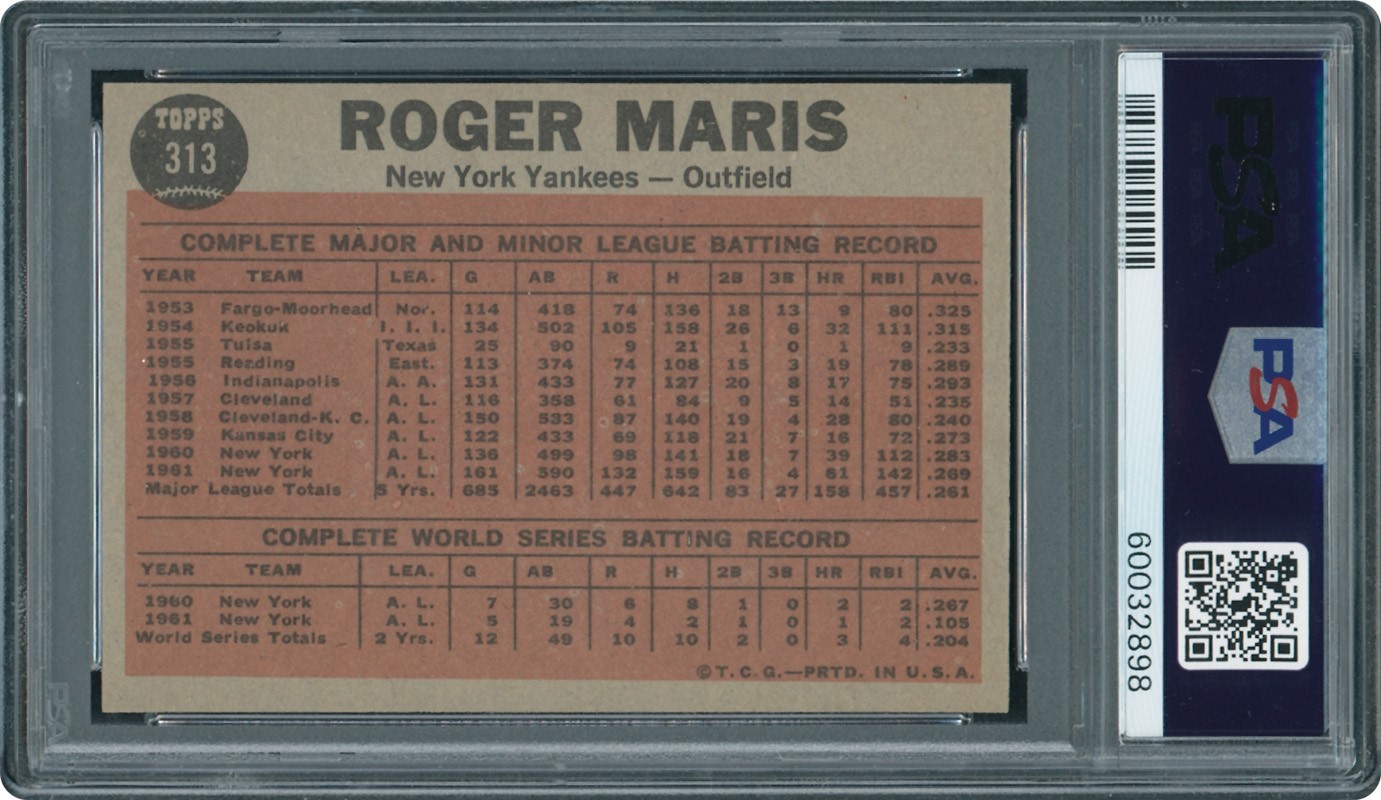 TOPPS
313
ROGER MARIS
New York Yankees — Outfield
COMPLETE MAJOR AND MINOR LEAGUE BATTING RECORD
YEAR TEAM LEA. G AB R H 2B 3B HR RBI AVG.
1953 Fargo-Moorhead Nor. 114 418 74 136 18 13 9 80 .325
1954 Keokuk I. I. I. 134 502 105 158 26 6 32 111 .315
1955 Tulsa Texas 25 90 9 21 1 0 1 9 .233
1955 Reading East. 113 374 74 108 15 3 19 78 .289
1956 Indianapolis A. A. 131 433 77 127 20 8 17 75 .293
1957 Cleveland A. L. 116 358 61 84 9 5 14 51 .235
1958 Cleveland-K. C. A. L. 150 533 87 140 19 4 28 80 .240
1959 Kansas City A. L. 122 433 69 118 21 7 16 72 .273
1960 New York A. L. 136 499 98 141 18 7 39 112 .283
1961 New York A. L. 161 590 132 159 16 4 61 142 .269
Major League Totals 5 Yrs. 685 2463 447 642 83 27 158 457 .261
COMPLETE WORLD SERIES BATTING RECORD
YEAR TEAM LEA. G AB R H 2B 3B HR RBI AVG.
1960 New York A. L. 7 30 6 8 1 0 2 2 .267
1961 New York A. L. 5 19 4 2 1 0 1 2 .105
World Series Totals 2 Yrs. 12 49 10 10 2 0 3 4 .204
©T.C.G.—PRTD. IN U.S.A.
PSA
PSA
60032898
PSA